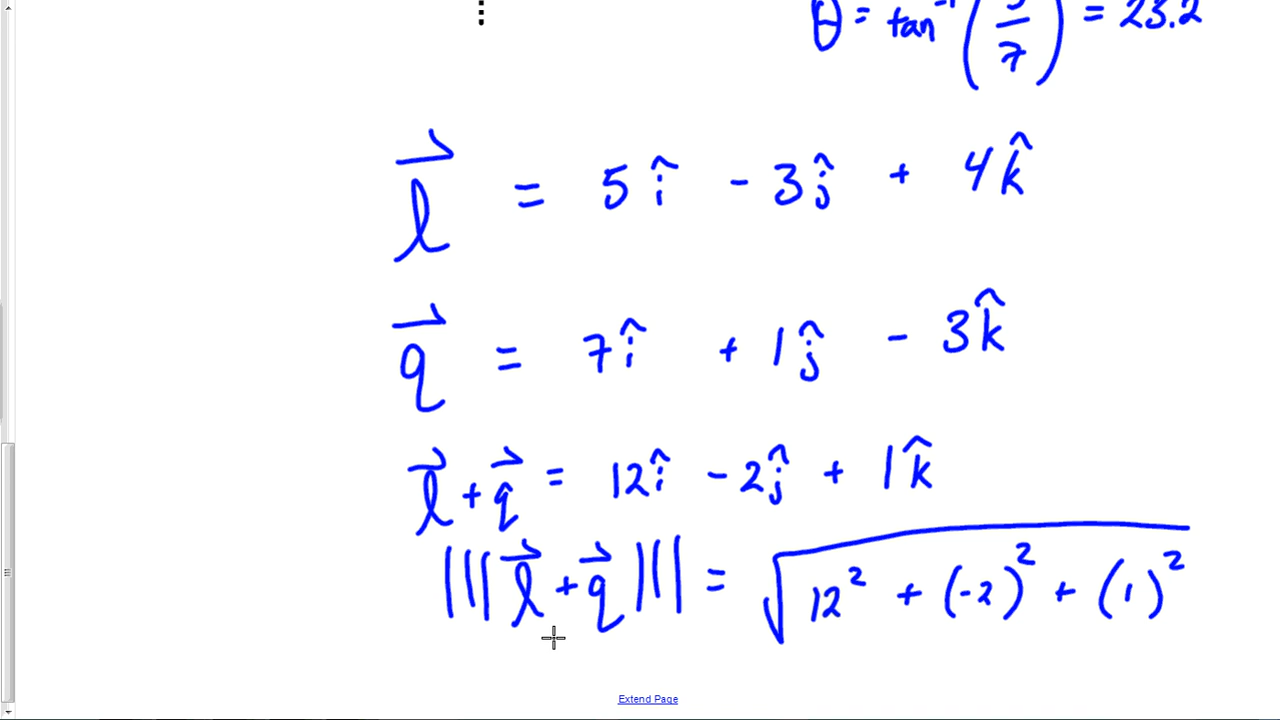 θ = tan⁻¹(3/7) = 23.2
l⃗ = 5î - 3ĵ + 4k̂
q⃗ = 7î + 1ĵ - 3k̂
l⃗ + q⃗ = 12î - 2ĵ + 1k̂
|||l⃗ + q⃗||| = √(12² + (-2)² + (1)²)
Extend Page